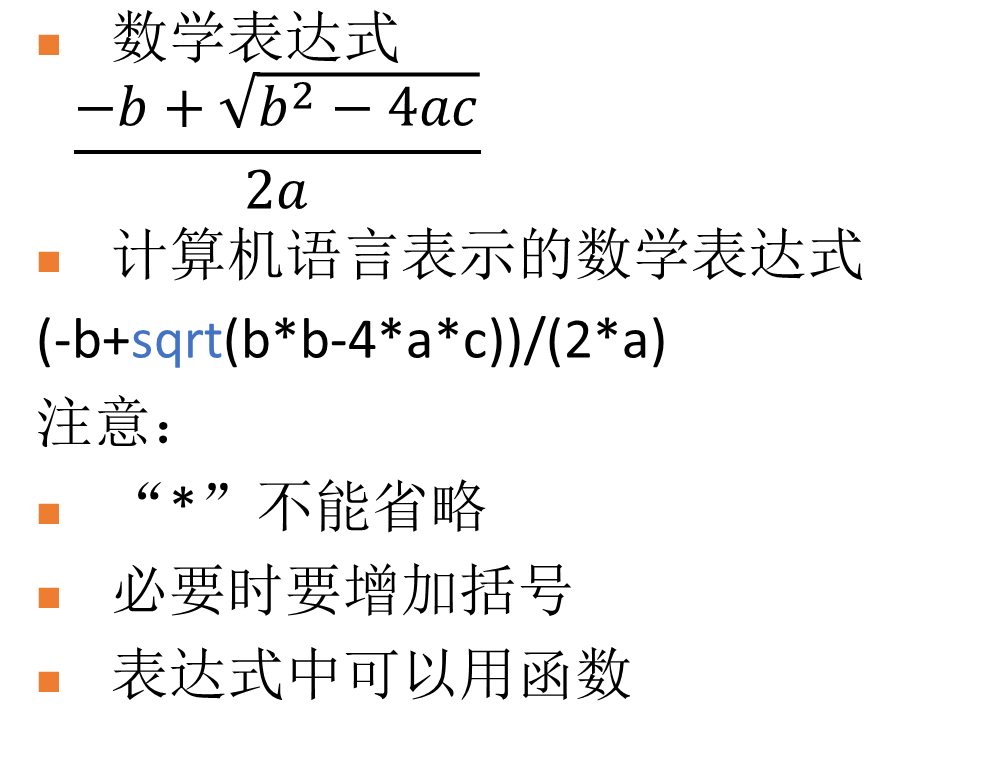 ▪ 数学表达式
−b + √(b² − 4ac)
2a
▪ 计算机语言表示的数学表达式
(-b+sqrt(b*b-4*a*c))/(2*a)
注意：
▪ “*”不能省略
▪ 必要时要增加括号
▪ 表达式中可以用函数